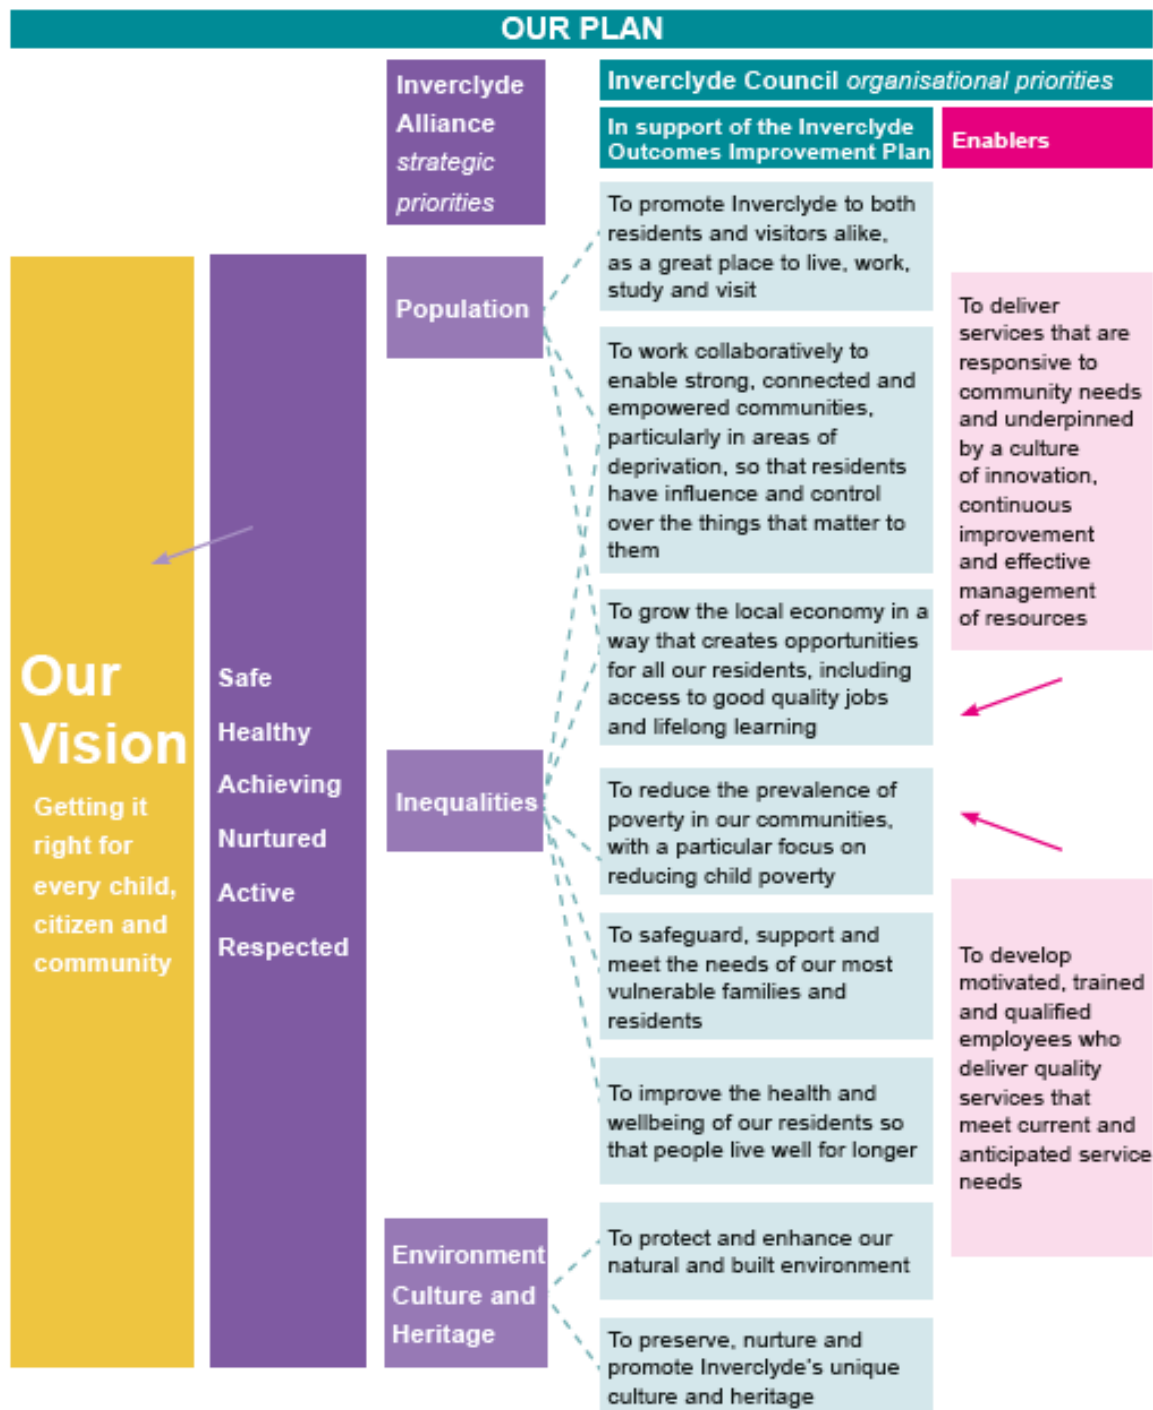 OUR PLAN
Inverclyde
Alliance
strategic
priorities
Inverclyde Council organisational priorities
In support of the Inverclyde
Outcomes Improvement Plan
Enablers
Our
Vision
Getting it
right for
every child,
citizen and
community
Safe
Healthy
Achieving
Nurtured
Active
Respected
Population
Inequalities
Environment
Culture and
Heritage
To promote Inverclyde to both
residents and visitors alike,
as a great place to live, work,
study and visit
To work collaboratively to
enable strong, connected and
empowered communities,
particularly in areas of
deprivation, so that residents
have influence and control
over the things that matter to
them
To grow the local economy in a
way that creates opportunities
for all our residents, including
access to good quality jobs
and lifelong learning
To reduce the prevalence of
poverty in our communities,
with a particular focus on
reducing child poverty
To safeguard, support and
meet the needs of our most
vulnerable families and
residents
To improve the health and
wellbeing of our residents so
that people live well for longer
To protect and enhance our
natural and built environment
To preserve, nurture and
promote Inverclyde's unique
culture and heritage
To deliver
services that are
responsive to
community needs
and underpinned
by a culture
of innovation,
continuous
improvement
and effective
management
of resources
To develop
motivated, trained
and qualified
employees who
deliver quality
services that
meet current and
anticipated service
needs